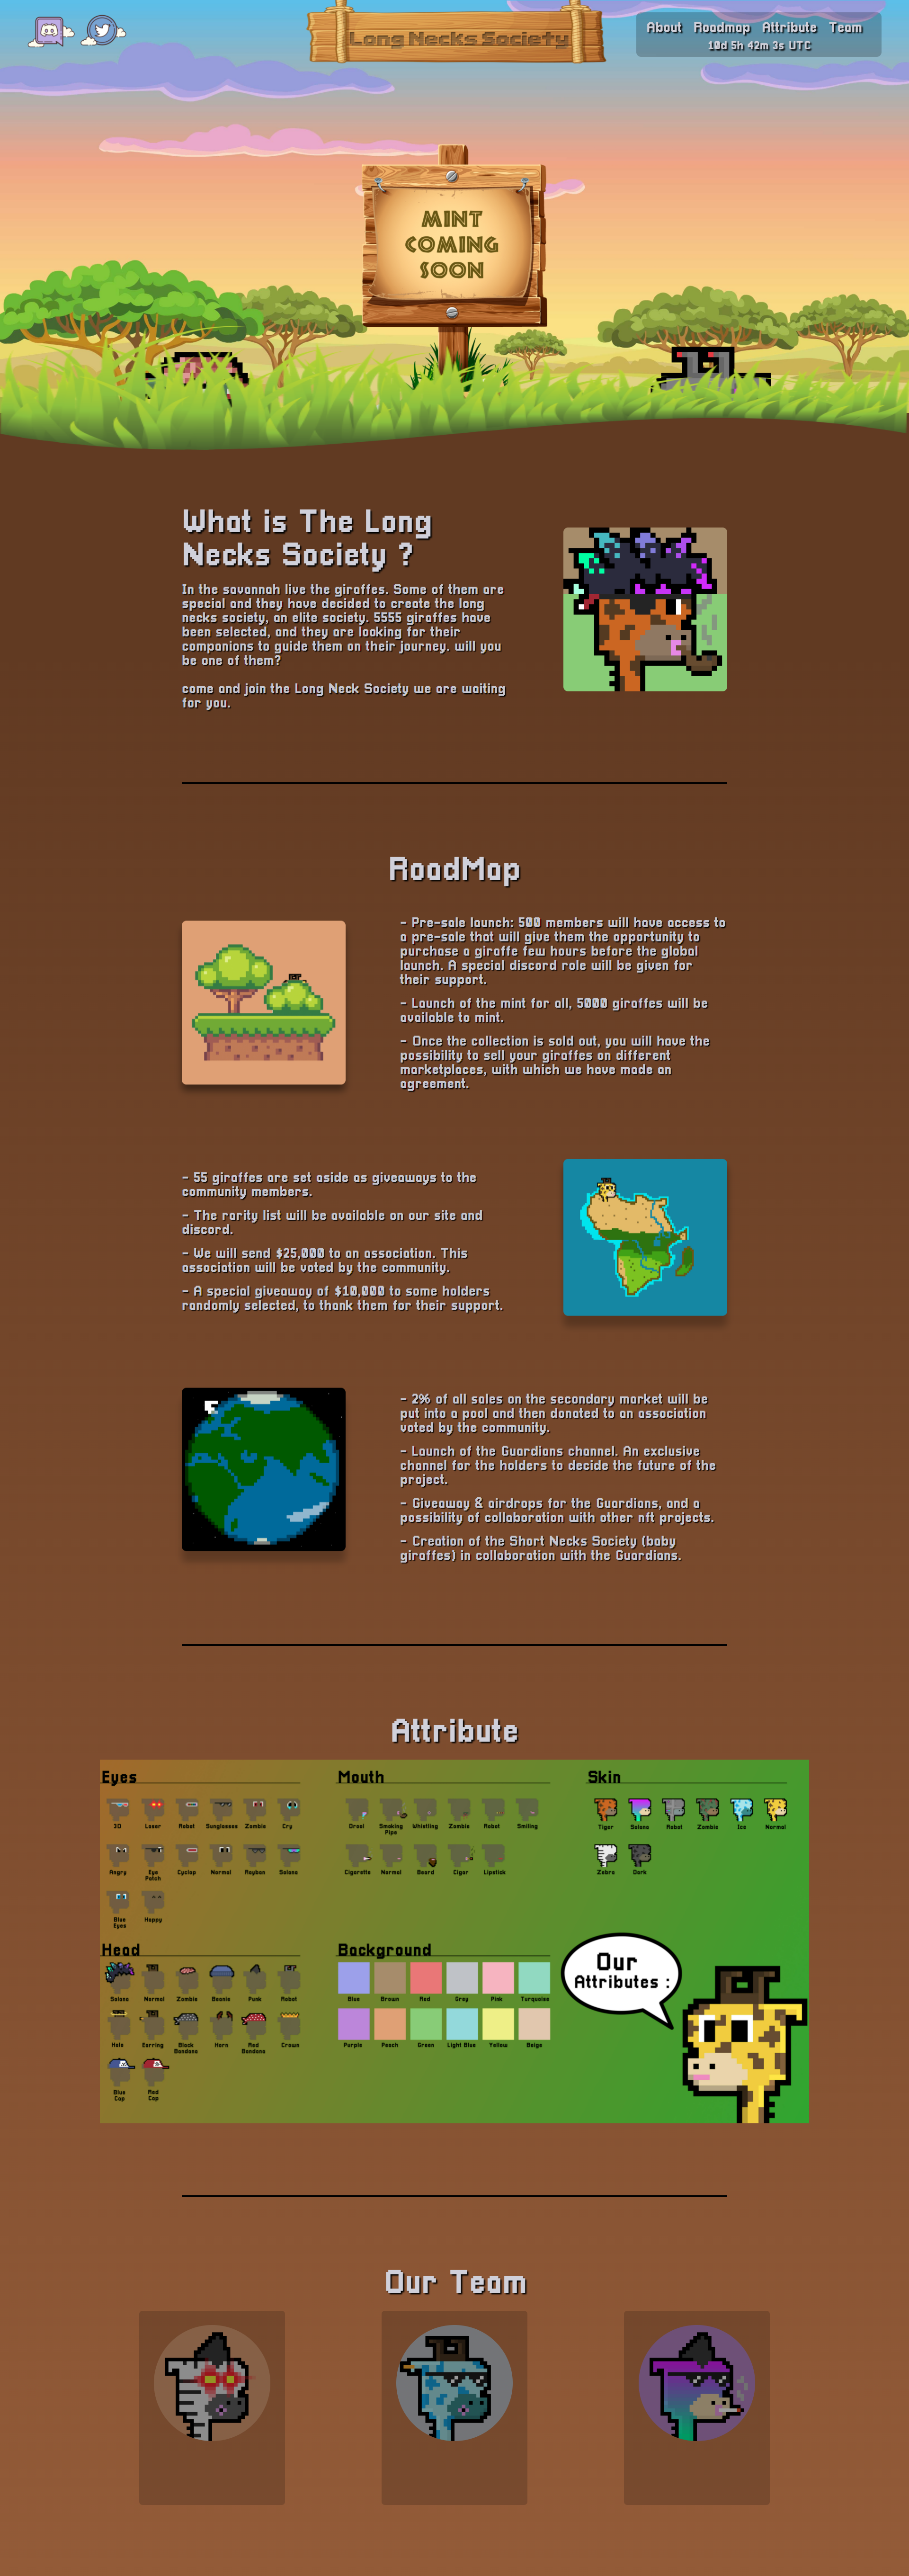 Long Necks Society
About Roadmap Attribute Team
10d 5h 42m 3s UTC
MINT
COMING
SOON
What is The Long
Necks Society ?
In the savannah live the giraffes. Some of them are
special and they have decided to create the long
necks society, an elite society. 5555 giraffes have
been selected, and they are looking for their
companions to guide them on their journey. will you
be one of them?
come and join the Long Neck Society we are waiting
for you.
RoadMap
- Pre-sale launch: 500 members will have access to
a pre-sale that will give them the opportunity to
purchase a giraffe few hours before the global
launch. A special discord role will be given for
their support.
- Launch of the mint for all, 5000 giraffes will be
available to mint.
- Once the collection is sold out, you will have the
possibility to sell your giraffes on different
marketplaces, with which we have made an
agreement.
- 55 giraffes are set aside as giveaways to the
community members.
- The rarity list will be available on our site and
discord.
- We will send $25,000 to an association. This
association will be voted by the community.
- A special giveaway of $10,000 to some holders
randomly selected, to thank them for their support.
- 2% of all sales on the secondary market will be
put into a pool and then donated to an association
voted by the community.
- Launch of the Guardians channel. An exclusive
channel for the holders to decide the future of the
project.
- Giveaway & airdrops for the Guardians, and a
possibility of collaboration with other nft projects.
- Creation of the Short Necks Society (baby
giraffes) in collaboration with the Guardians.
Attribute
Eyes
3D Laser Robot Sunglasses Zombie Cry
Angry Eye Patch Cyclop Normal Rayban Solana
Blue Eyes Happy
Mouth
Drool Smoking Pipe Whistling Zombie Robot Smiling
Cigarette Normal Beard Cigar Lipstick
Skin
Tiger Solana Robot Zombie Ice Normal
Zebra Dark
Head
Solana Normal Zombie Beanie Punk Robot
Halo Earring Black Bandana Horn Red Bandana Crown
Blue Cap Red Cap
Background
Blue Brown Red Grey Pink Turquoise
Purple Peach Green Light Blue Yellow Beige
Our
Attributes :
Our Team